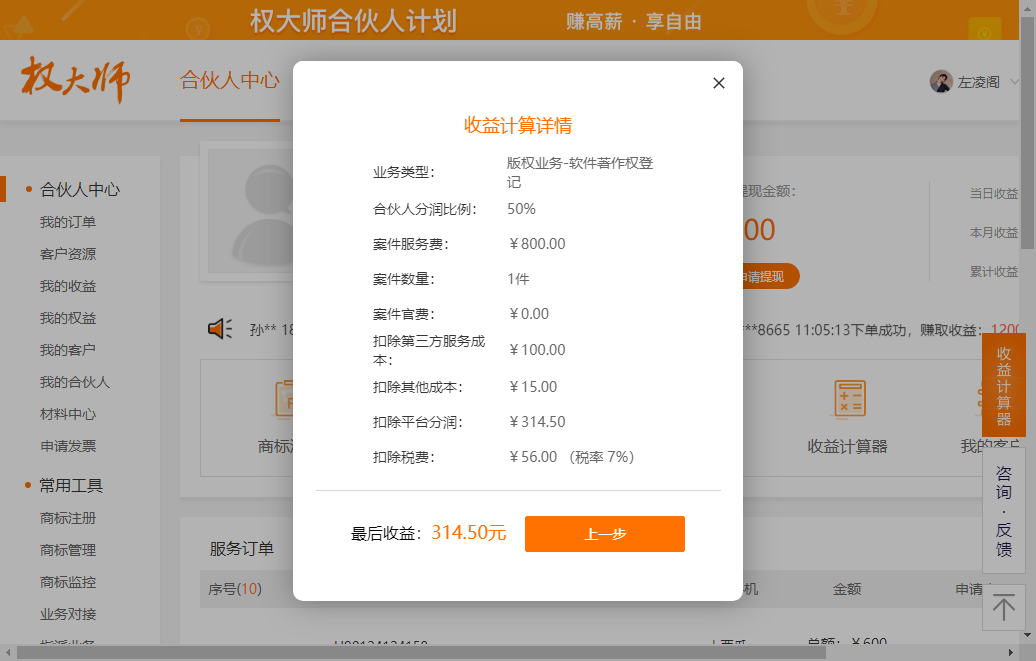 权大师合伙人计划
赚高薪 · 享自由
权大师
合伙人中心
左凌阁
收益计算详情
业务类型：
版权业务-软件著作权登
记
合伙人分润比例：
50%
案件服务费：
￥800.00
案件数量：
1件
案件官费：
￥0.00
扣除第三方服务成
本：
￥100.00
扣除其他成本：
￥15.00
扣除平台分润：
￥314.50
扣除税费：
￥56.00 （税率 7%）
最后收益：
314.50元
上一步
合伙人中心
我的订单
客户资源
我的收益
我的权益
我的客户
我的合伙人
材料中心
申请发票
常用工具
商标注册
商标管理
商标监控
业务对接
现金额：
00
请提现
当日收益
本月收益
累计收益
孙** 18
**8665 11:05:13下单成功，赚取收益：1200
商标
收益计算器
我的客户
收益计算器
咨询·反馈
服务订单
序号(10)
机
金额
申请
总额：￥600